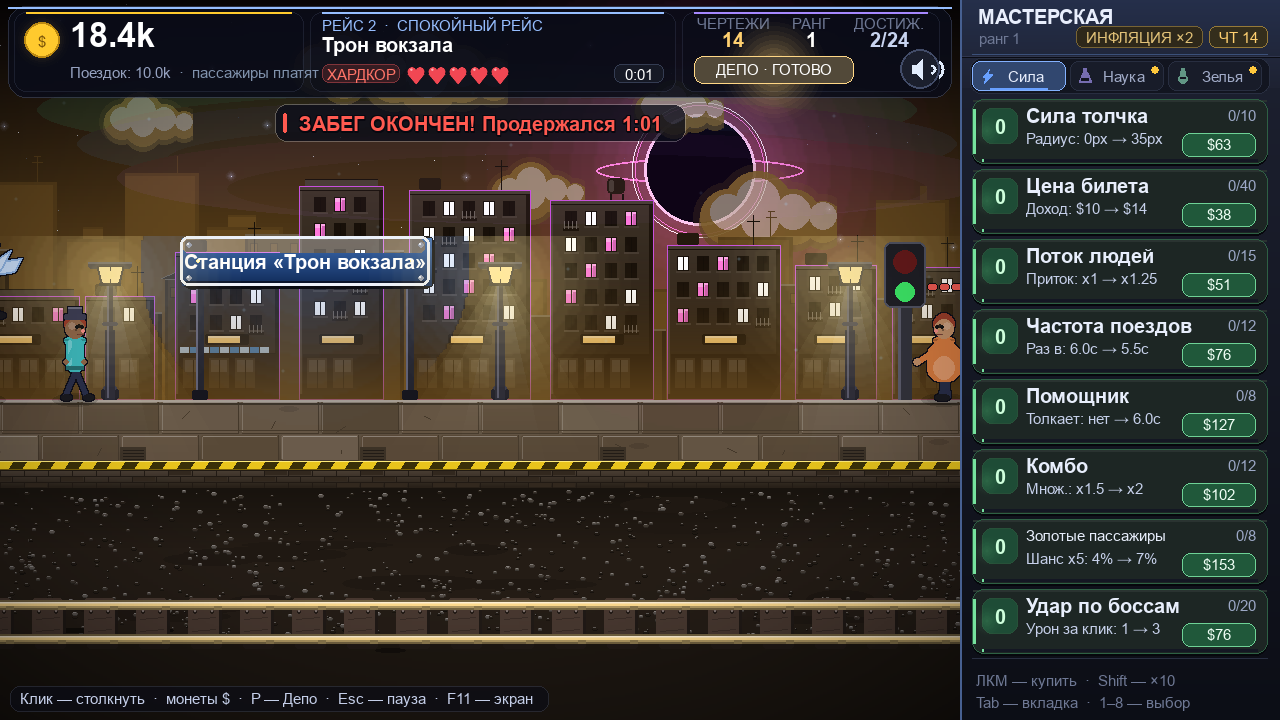 18.4k
Поездок: 10.0k · пассажиры платят
РЕЙС 2 · СПОКОЙНЫЙ РЕЙС
Трон вокзала
ХАРДКОР
0:01
ЧЕРТЕЖИ РАНГ ДОСТИЖ.
14 1 2/24
ДЕПО · ГОТОВО
ЗАБЕГ ОКОНЧЕН! Продержался 1:01
Станция «Трон вокзала»
Клик — столкнуть · монеты $ · P — Депо · Esc — пауза · F11 — экран
МАСТЕРСКАЯ
ранг 1
ИНФЛЯЦИЯ ×2
ЧТ 14
Сила
Наука
Зелья
0
Сила толчка 0/10
Радиус: 0px → 35px
$63
0
Цена билета 0/40
Доход: $10 → $14
$38
0
Поток людей 0/15
Приток: x1 → x1.25
$51
0
Частота поездов 0/12
Раз в: 6.0с → 5.5с
$76
0
Помощник 0/8
Толкает: нет → 6.0с
$127
0
Комбо 0/12
Множ.: x1.5 → x2
$102
0
Золотые пассажиры 0/8
Шанс x5: 4% → 7%
$153
0
Удар по боссам 0/20
Урон за клик: 1 → 3
$76
ЛКМ — купить · Shift — ×10
Tab — вкладка · 1–8 — выбор